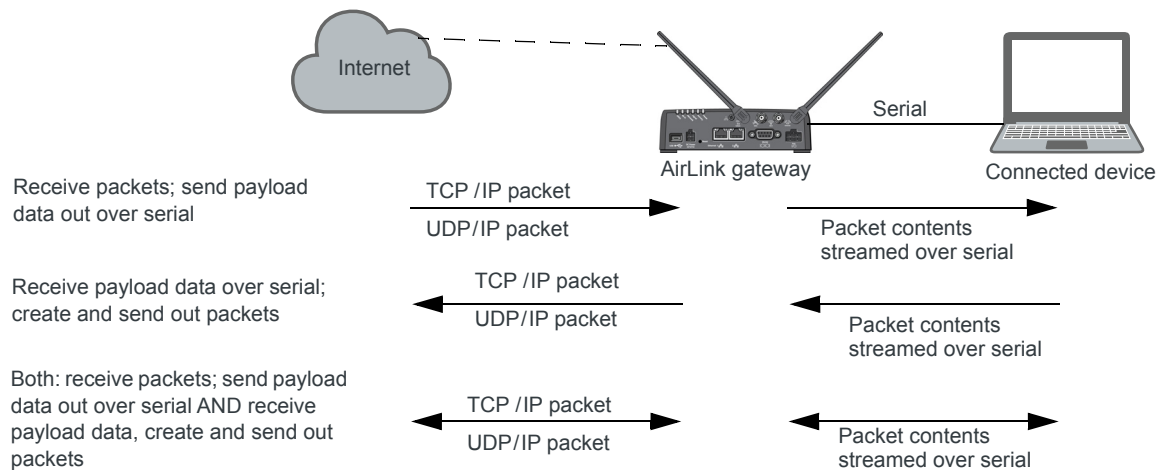 Internet
Serial
AirLink gateway
Connected device
Receive packets; send payload
data out over serial
TCP /IP packet
UDP/IP packet
Packet contents
streamed over serial
Receive payload data over serial;
create and send out packets
TCP /IP packet
UDP/IP packet
Packet contents
streamed over serial
Both: receive packets; send payload
data out over serial AND receive
payload data, create and send out
packets
TCP /IP packet
UDP/IP packet
Packet contents
streamed over serial